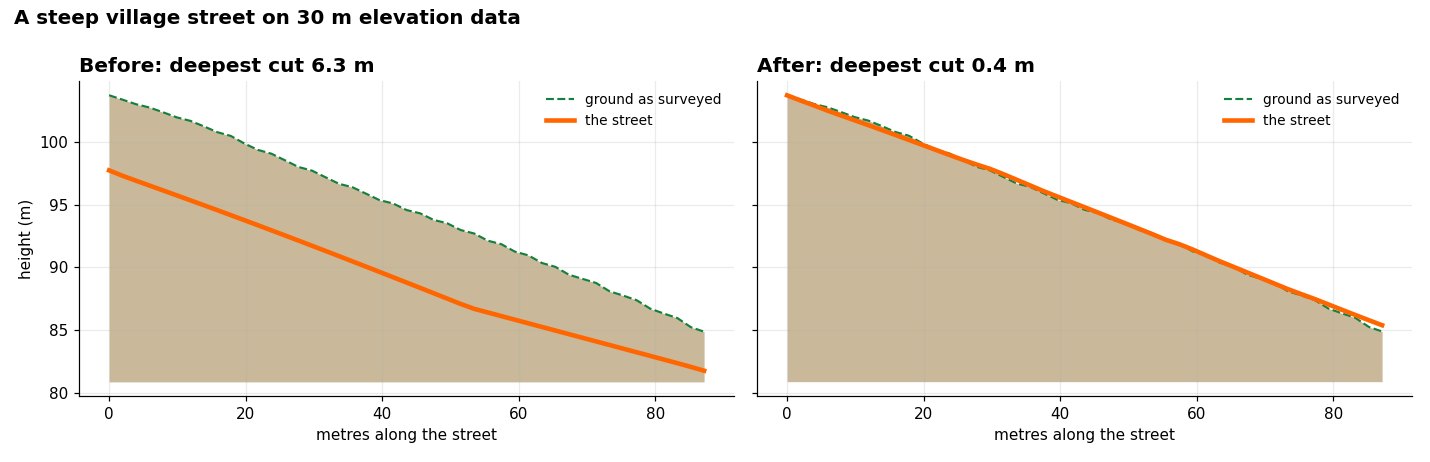 A steep village street on 30 m elevation data
Before: deepest cut 6.3 m
ground as surveyed
the street
height (m)
100
95
90
85
80
0
20
40
60
80
metres along the street
After: deepest cut 0.4 m
ground as surveyed
the street
0
20
40
60
80
metres along the street